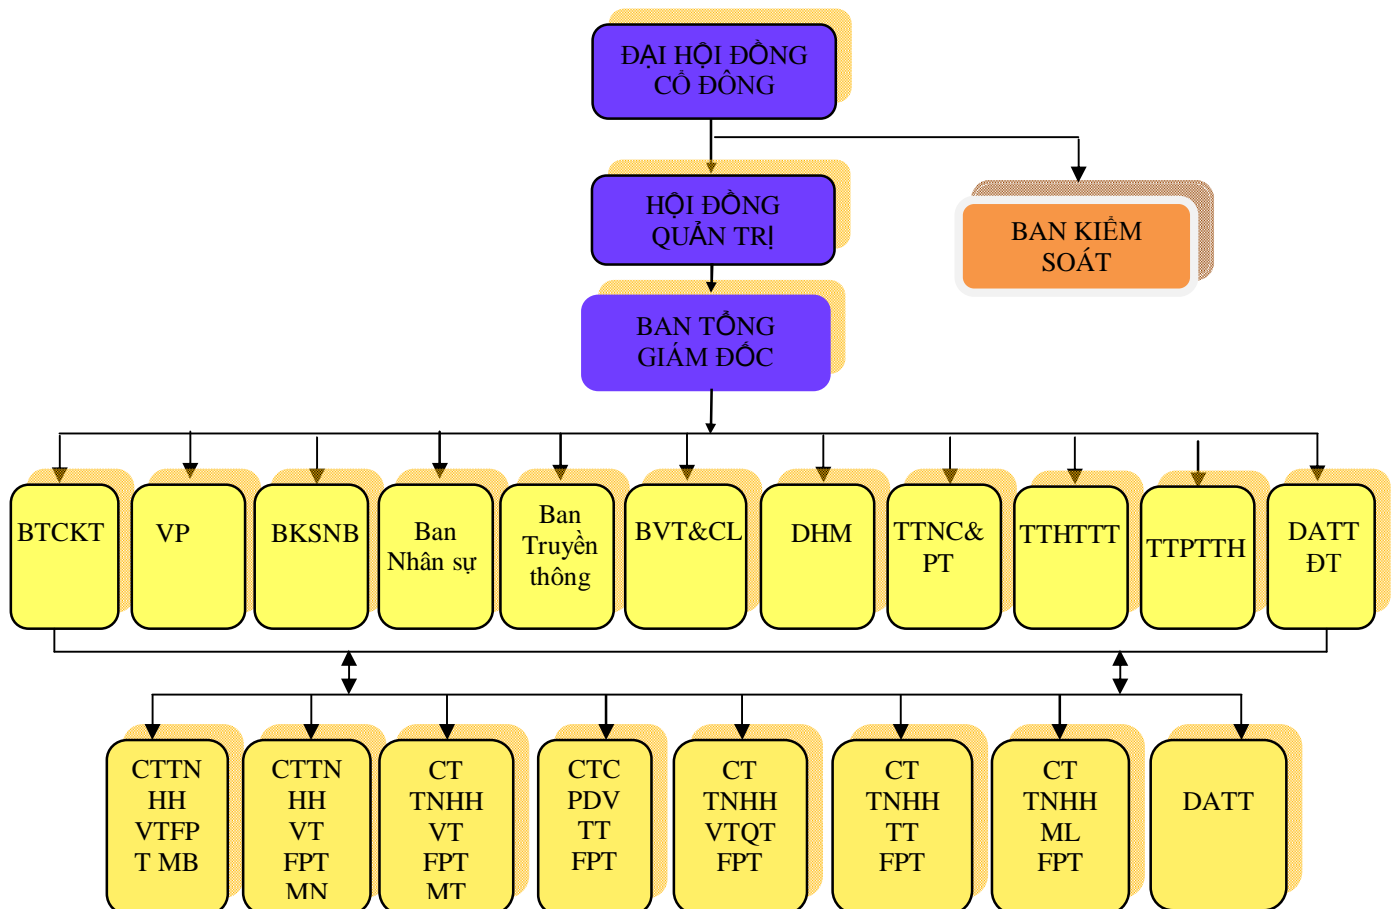 ĐẠI HỘI ĐỒNG
CỔ ĐÔNG
HỘI ĐỒNG
QUẢN TRỊ
BAN KIỂM
SOÁT
BAN TỔNG
GIÁM ĐỐC
BTCKT
VP
BKSNB
Ban
Nhân sự
Ban
Truyền
thông
BVT&CL
DHM
TTNC&
PT
TTHTTT
TTPTTH
DATT
ĐT
CTTN
HH
VTFP
T MB
CTTN
HH
VT
FPT
MN
CT
TNHH
VT
FPT
MT
CTC
PDV
TT
FPT
CT
TNHH
VTQT
FPT
CT
TNHH
TT
FPT
CT
TNHH
ML
FPT
DATT